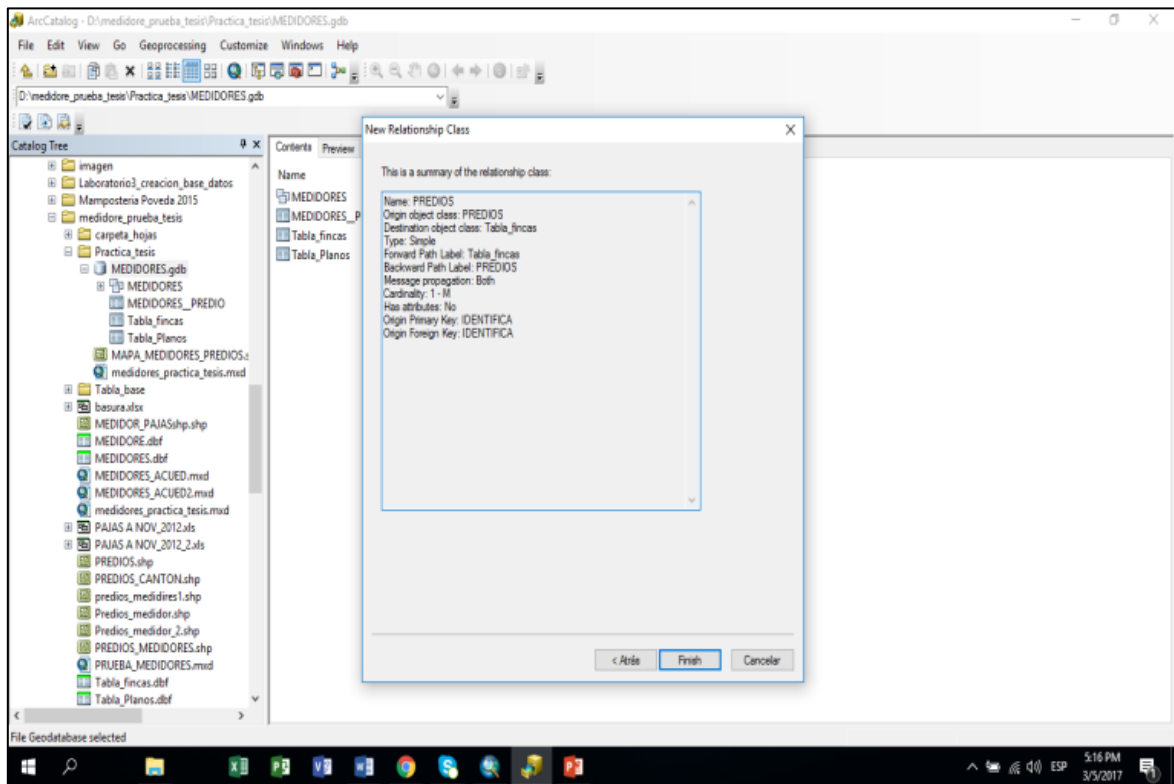 ArcCatalog - D:\medidore_prueba_tesis\Practica_tesis\MEDIDORES.gdb
File Edit View Go Geoprocessing Customize Windows Help
D:\medidore_prueba_tesis\Practica_tesis\MEDIDORES.gdb
Catalog Tree
imagen
Laboratorio3_creacion_base_datos
Mamposteria Poveda 2015
medidore_prueba_tesis
carpeta_hojas
Practica_tesis
MEDIDORES.gdb
MEDIDORES
MEDIDORES__PREDIO
Tabla_fincas
Tabla_Planos
MAPA_MEDIDORES_PREDIOS.s
medidores_practica_tesis.mxd
Tabla_base
basura.xlsx
MEDIDOR_PAJASshp.shp
MEDIDORE.dbf
MEDIDORES.dbf
MEDIDORES_ACUED.mxd
MEDIDORES_ACUED2.mxd
medidores_practica_tesis.mxd
PAJAS A NOV_2012.xls
PAJAS A NOV_2012_2.xls
PREDIOS.shp
PREDIOS_CANTON.shp
predios_medidires1.shp
Predios_medidor.shp
Predios_medidor_2.shp
PREDIOS_MEDIDORES.shp
PRUEBA_MEDIDORES.mxd
Tabla_fincas.dbf
Tabla_Planos.dbf
Contents Preview
Name
MEDIDORES
MEDIDORES__P
Tabla_fincas
Tabla_Planos
New Relationship Class
This is a summary of the relationship class:
Name: PREDIOS
Origin object class: PREDIOS
Destination object class: Tabla_fincas
Type: Simple
Forward Path Label: Tabla_fincas
Backward Path Label: PREDIOS
Message propagation: Both
Cardinality: 1 - M
Has attributes: No
Origin Primary Key: IDENTIFICA
Origin Foreign Key: IDENTIFICA
< Atrás Finish Cancelar
File Geodatabase selected
ESP
5:16 PM
3/5/2017